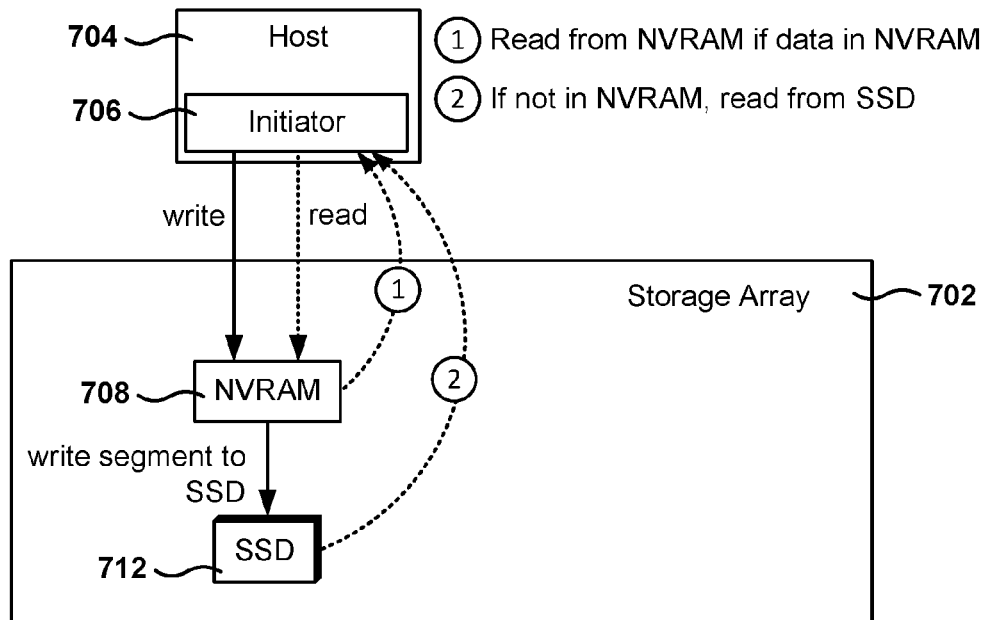 704
Host
1 Read from NVRAM if data in NVRAM
706
Initiator
2 If not in NVRAM, read from SSD
write
read
1
Storage Array
702
708
NVRAM
2
write segment to
SSD
SSD
712